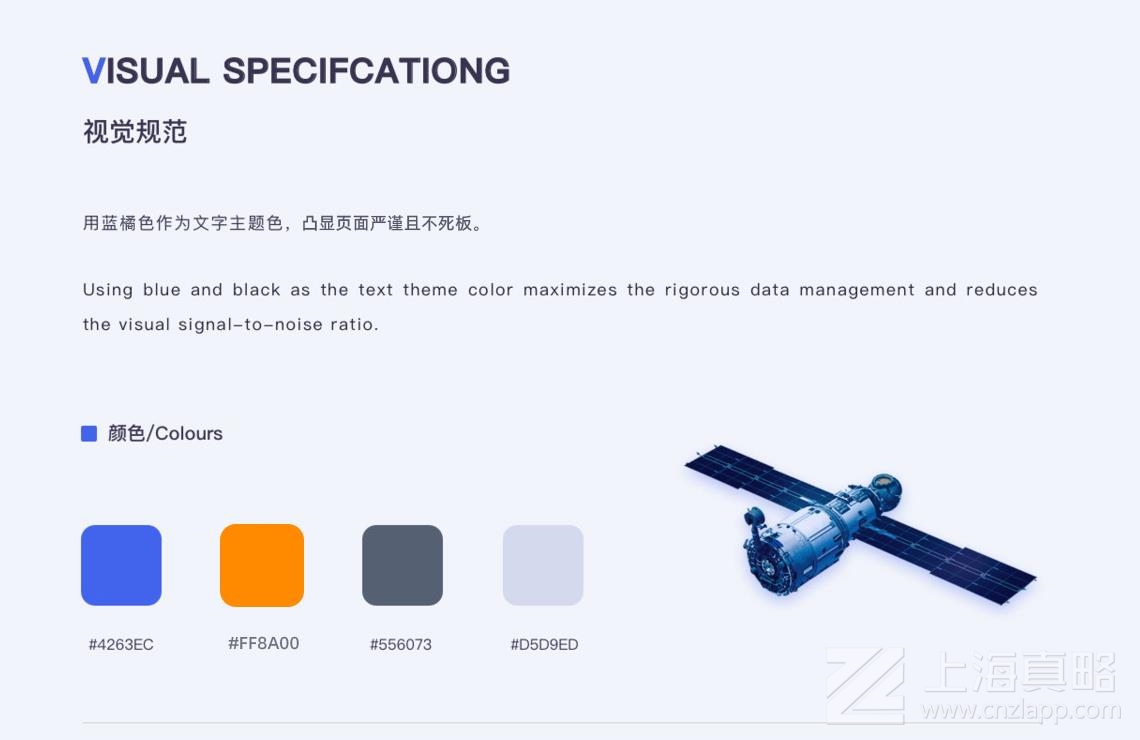 VISUAL SPECIFCATIONG
视觉规范
用蓝橘色作为文字主题色，凸显页面严谨且不死板。
Using blue and black as the text theme color maximizes the rigorous data management and reduces
the visual signal-to-noise ratio.
颜色/Colours
#4263EC
#FF8A00
#556073
#D5D9ED
上海真略
www.cnzlapp.com